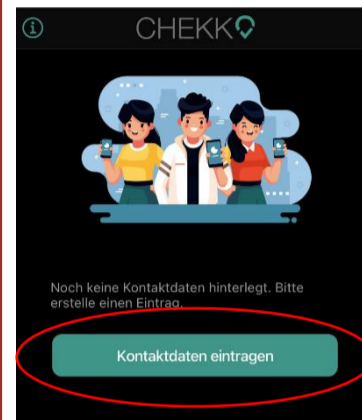 CHEKK
Noch keine Kontaktdaten hinterlegt. Bitte
erstelle einen Eintrag.
Kontaktdaten eintragen